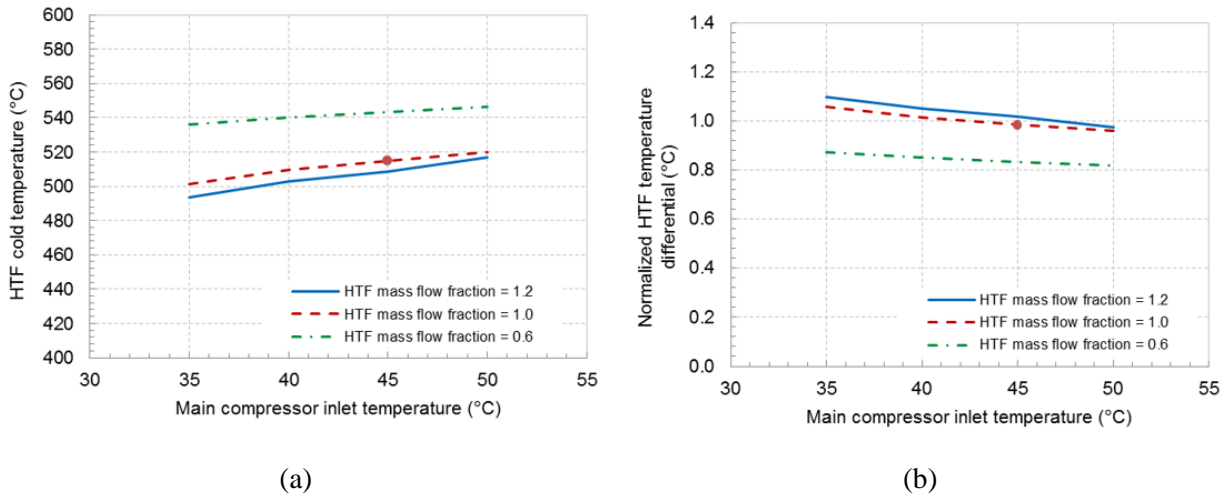 600
580
560
540
520
500
480
460
440
420
400
30 35 40 45 50 55
HTF cold temperature (°C)
Main compressor inlet temperature (°C)
HTF mass flow fraction = 1.2
HTF mass flow fraction = 1.0
HTF mass flow fraction = 0.6
(a)
1.4
1.2
1.0
0.8
0.6
0.4
0.2
0.0
30 35 40 45 50 55
Normalized HTF temperature
differential (°C)
Main compressor inlet temperature (°C)
HTF mass flow fraction = 1.2
HTF mass flow fraction = 1.0
HTF mass flow fraction = 0.6
(b)